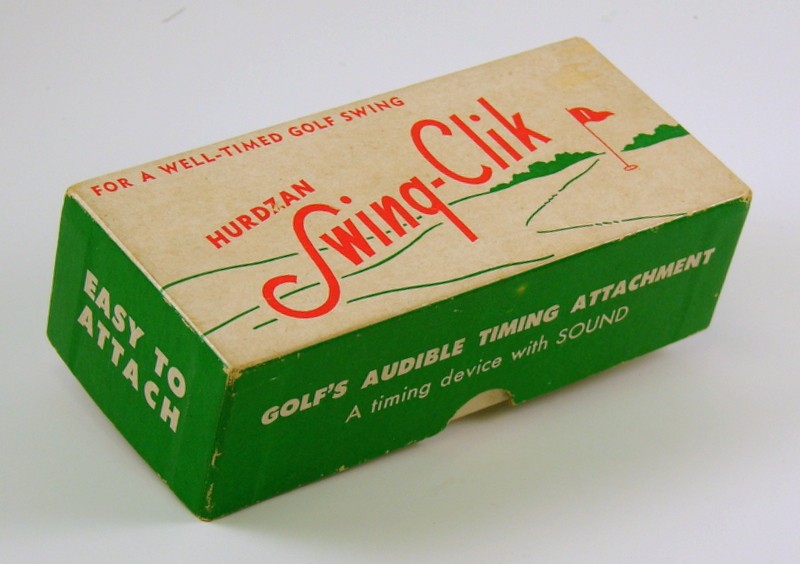 FOR A WELL-TIMED GOLF SWING
HURDZAN
Swing-Clik
EASY TO
ATTACH
GOLF'S AUDIBLE TIMING ATTACHMENT
A timing device with SOUND